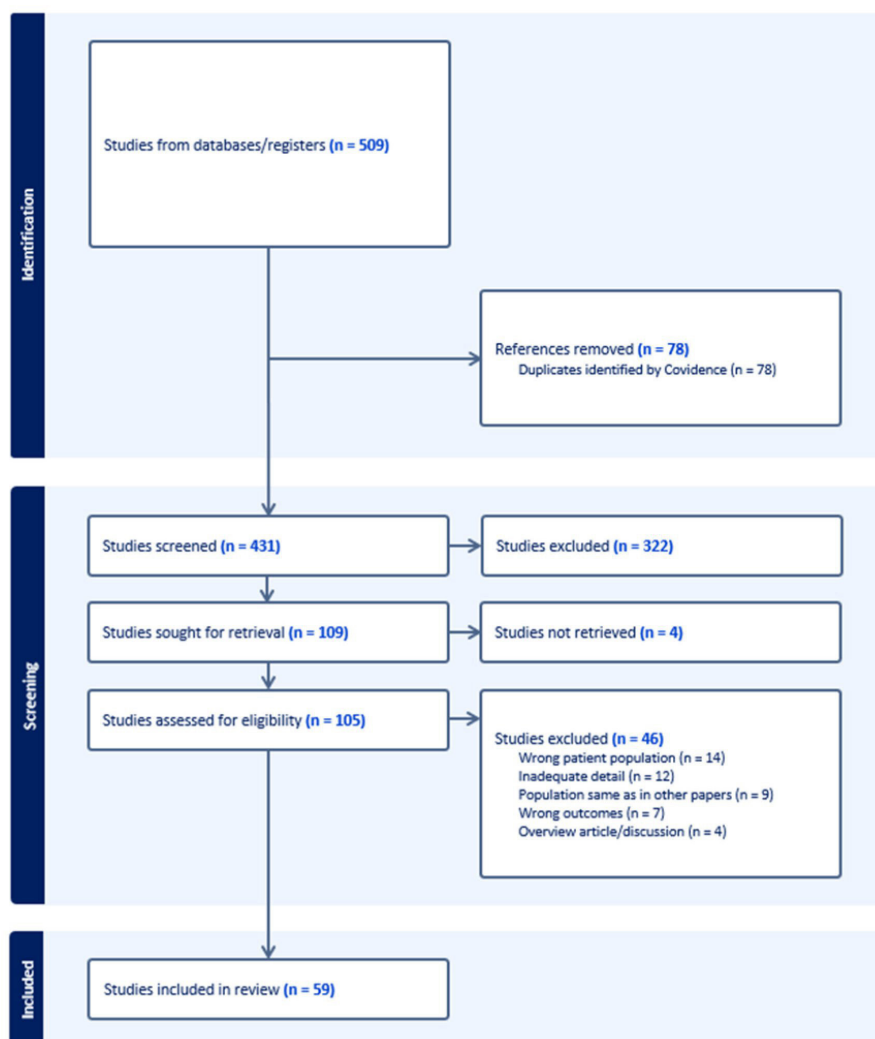 Identification
Studies from databases/registers (n = 509)
References removed (n = 78)
Duplicates identified by Covidence (n = 78)
Screening
Studies screened (n = 431)
Studies excluded (n = 322)
Studies sought for retrieval (n = 109)
Studies not retrieved (n = 4)
Studies assessed for eligibility (n = 105)
Studies excluded (n = 46)
Wrong patient population (n = 14)
Inadequate detail (n = 12)
Population same as in other papers (n = 9)
Wrong outcomes (n = 7)
Overview article/discussion (n = 4)
Included
Studies included in review (n = 59)